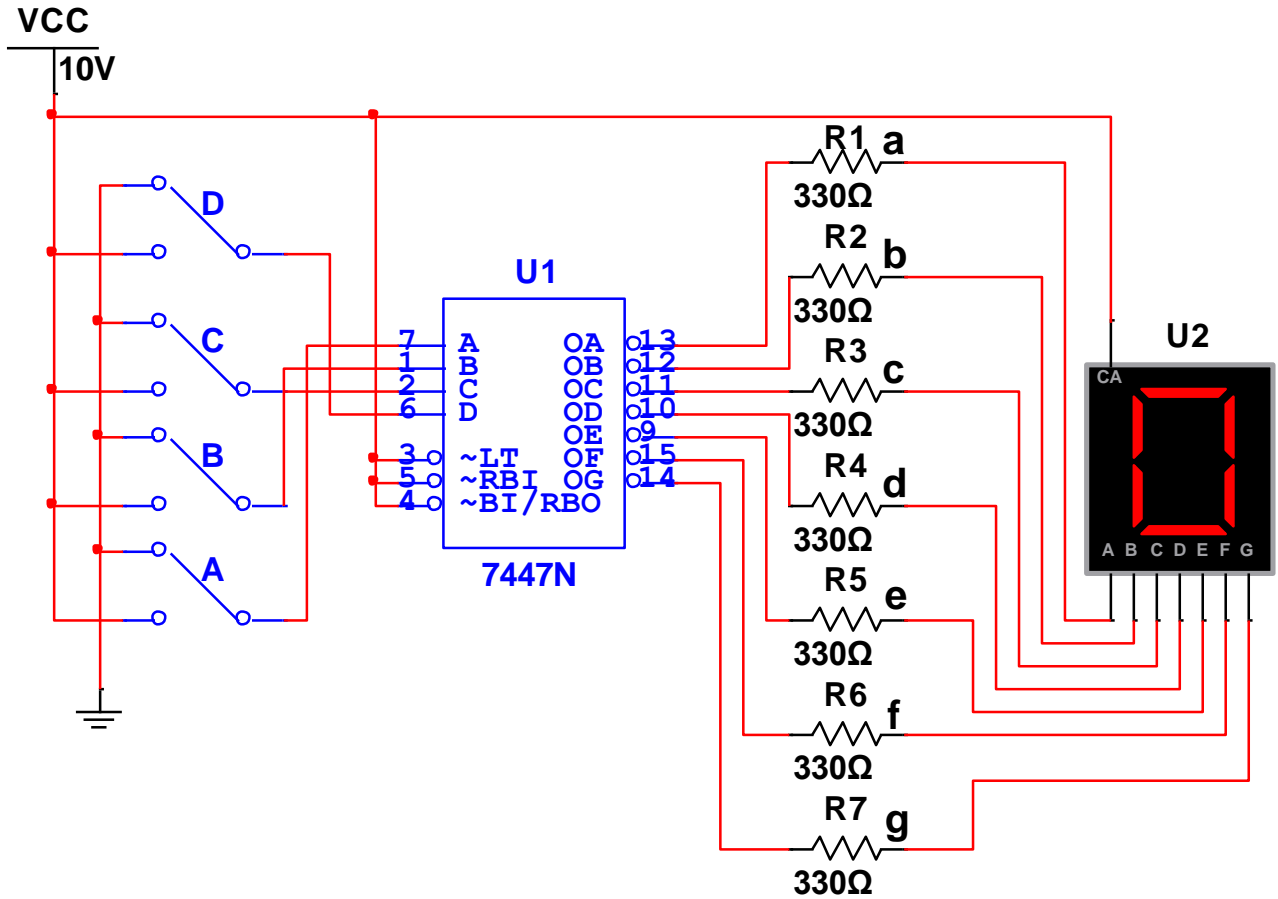 VCC
10V
D
C
B
A
U1
7 A OA 13
1 B OB 12
2 C OC 11
6 D OD 10
OE 9
3 ~LT OF 15
5 ~RBI OG 14
4 ~BI/RBO
7447N
R1 a
330Ω
R2 b
330Ω
R3 c
330Ω
R4 d
330Ω
R5 e
330Ω
R6 f
330Ω
R7 g
330Ω
U2
CA
A B C D E F G